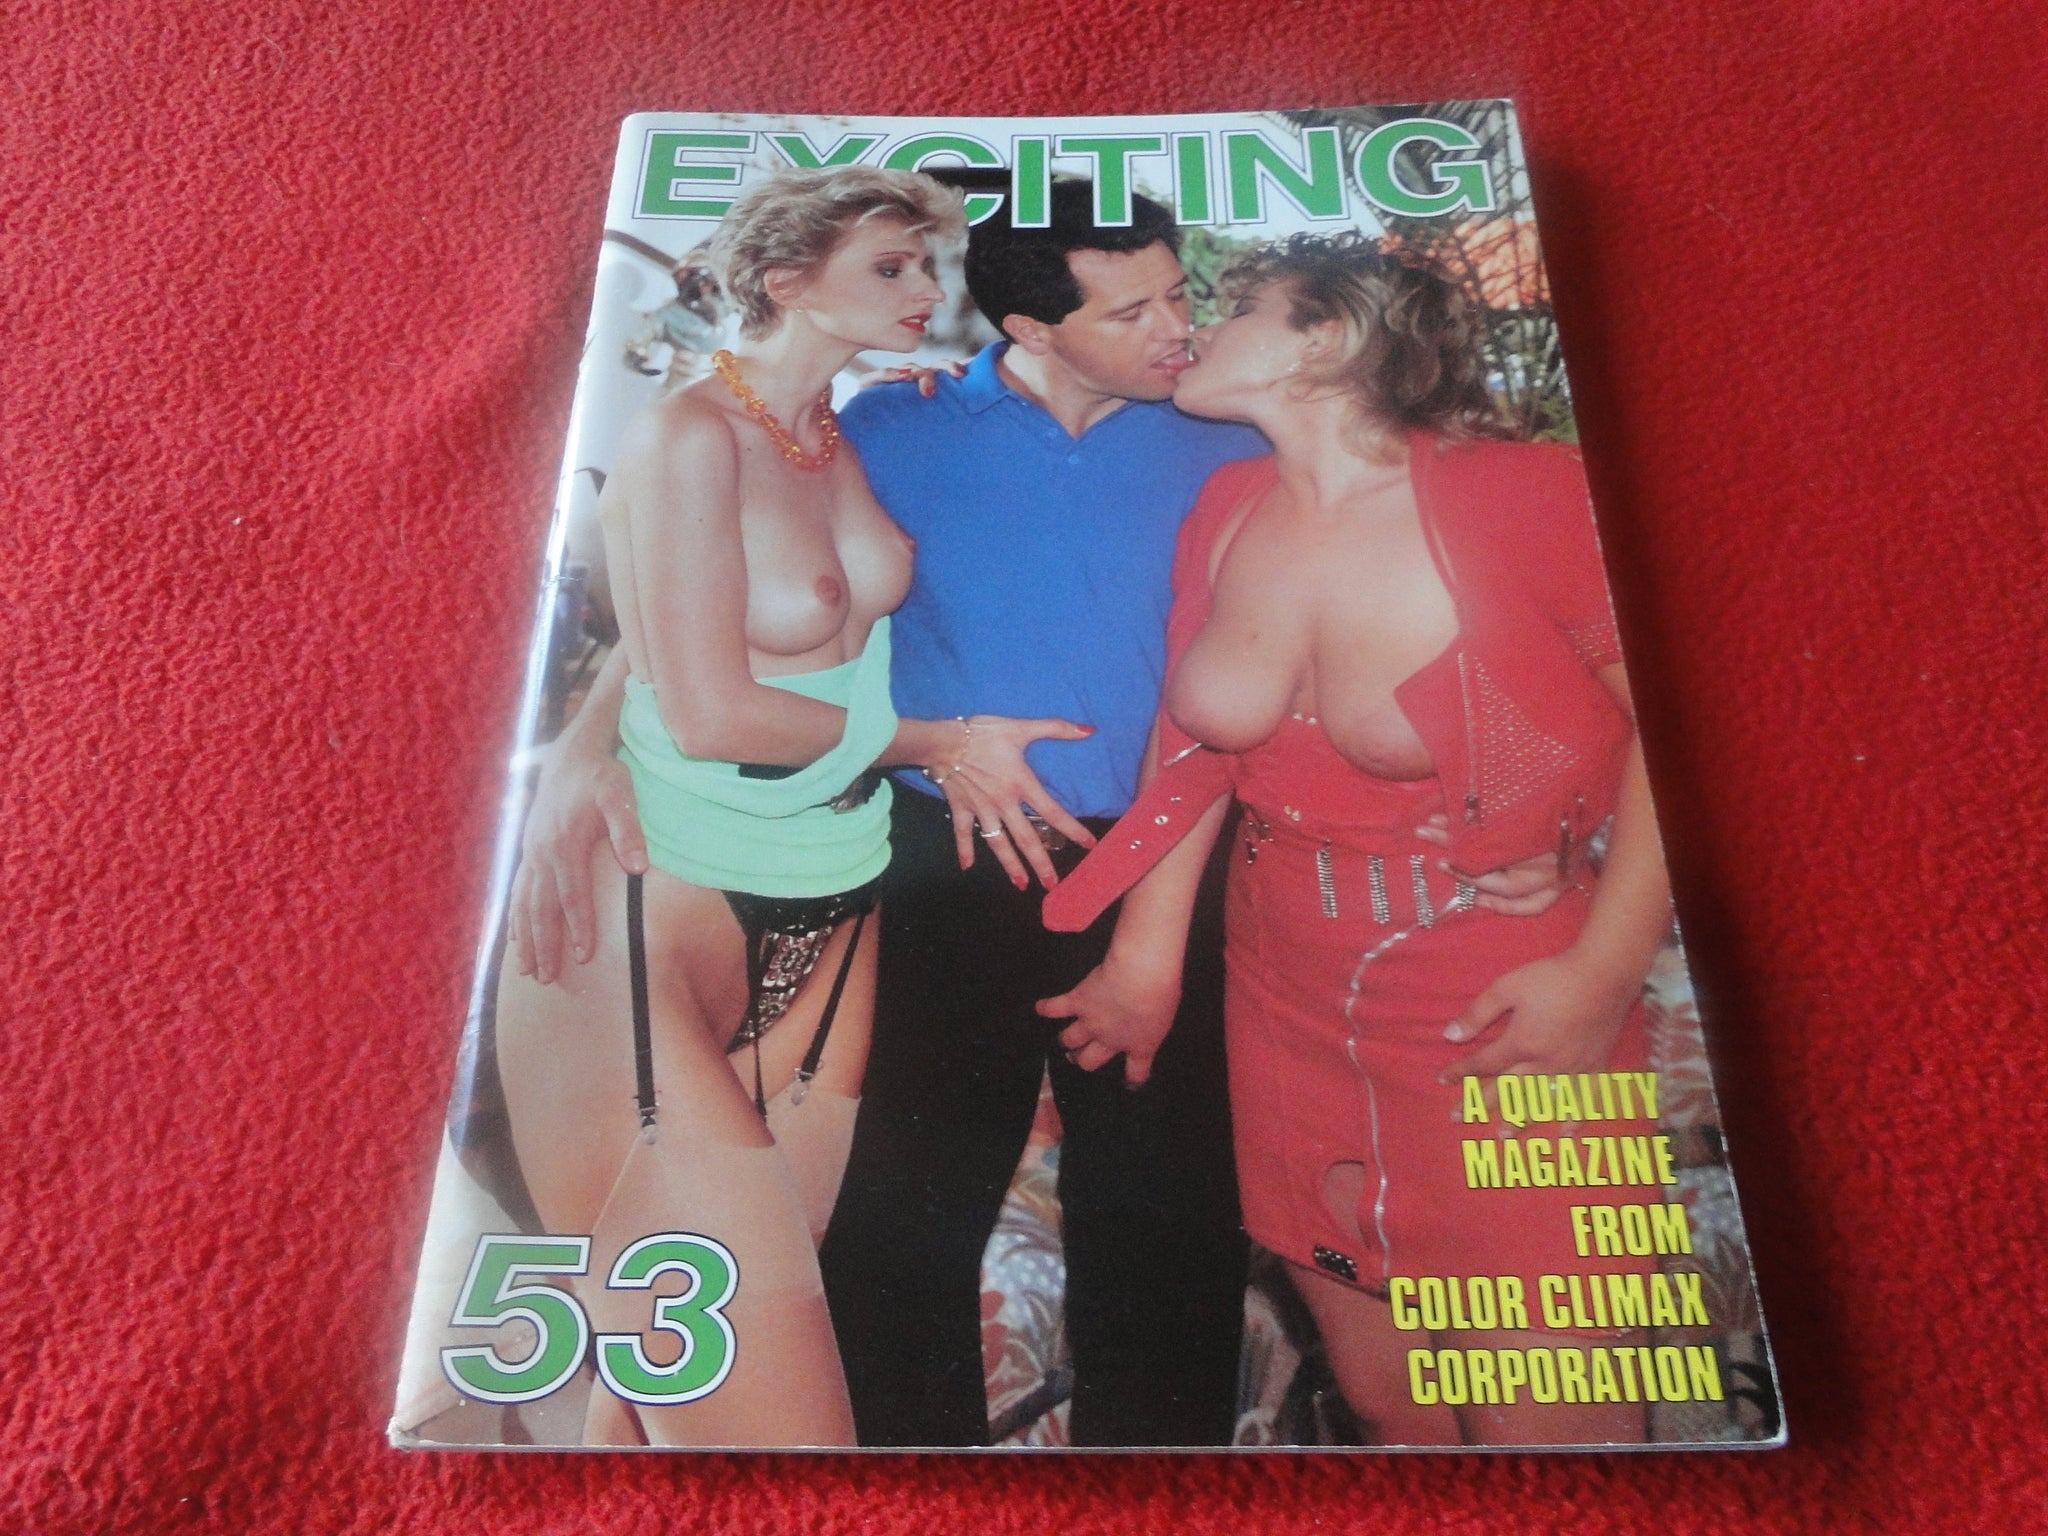 EXCITING
A QUALITY
MAGAZINE
FROM
COLOR CLIMAX
CORPORATION
53